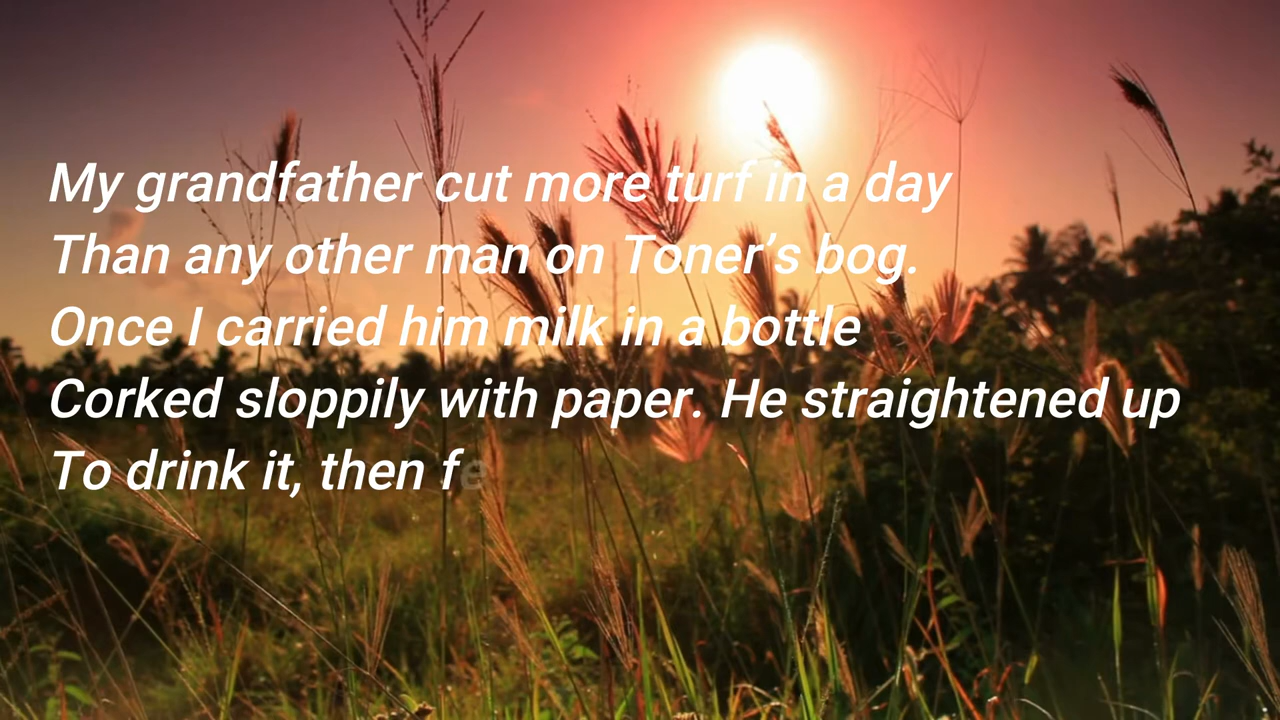 My grandfather cut more turf in a day
Than any other man on Toner’s bog.
Once I carried him milk in a bottle
Corked sloppily with paper. He straightened up
To drink it, then fe